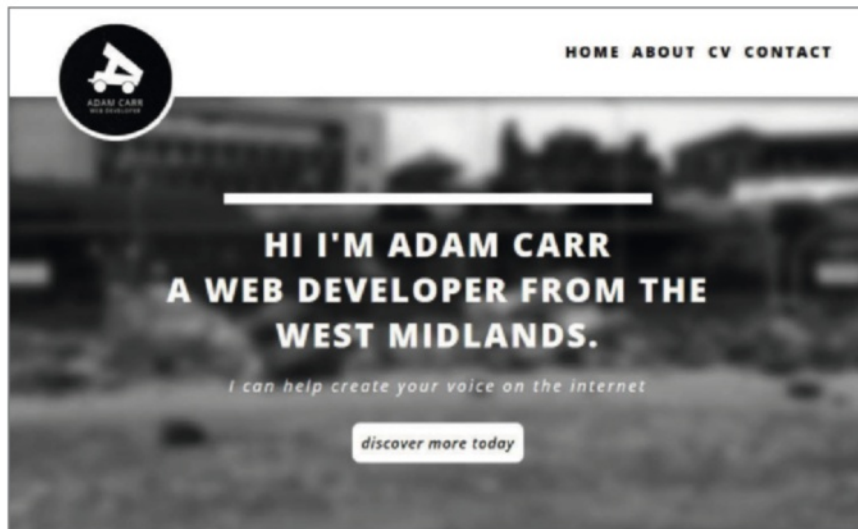 HOME ABOUT CV CONTACT
ADAM CARR
WEB DEVELOPER
HI I'M ADAM CARR
A WEB DEVELOPER FROM THE
WEST MIDLANDS.
I can help create your voice on the internet
discover more today